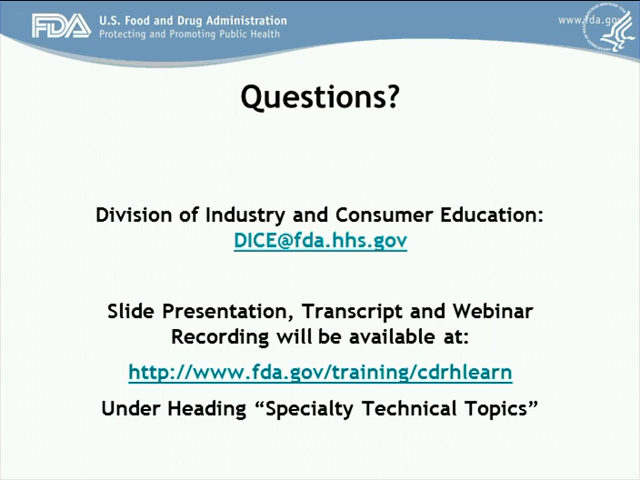 FDA
U.S. Food and Drug Administration
Protecting and Promoting Public Health
www.fda.gov
Questions?
Division of Industry and Consumer Education:
DICE@fda.hhs.gov
Slide Presentation, Transcript and Webinar
Recording will be available at:
http://www.fda.gov/training/cdrhlearn
Under Heading “Specialty Technical Topics”